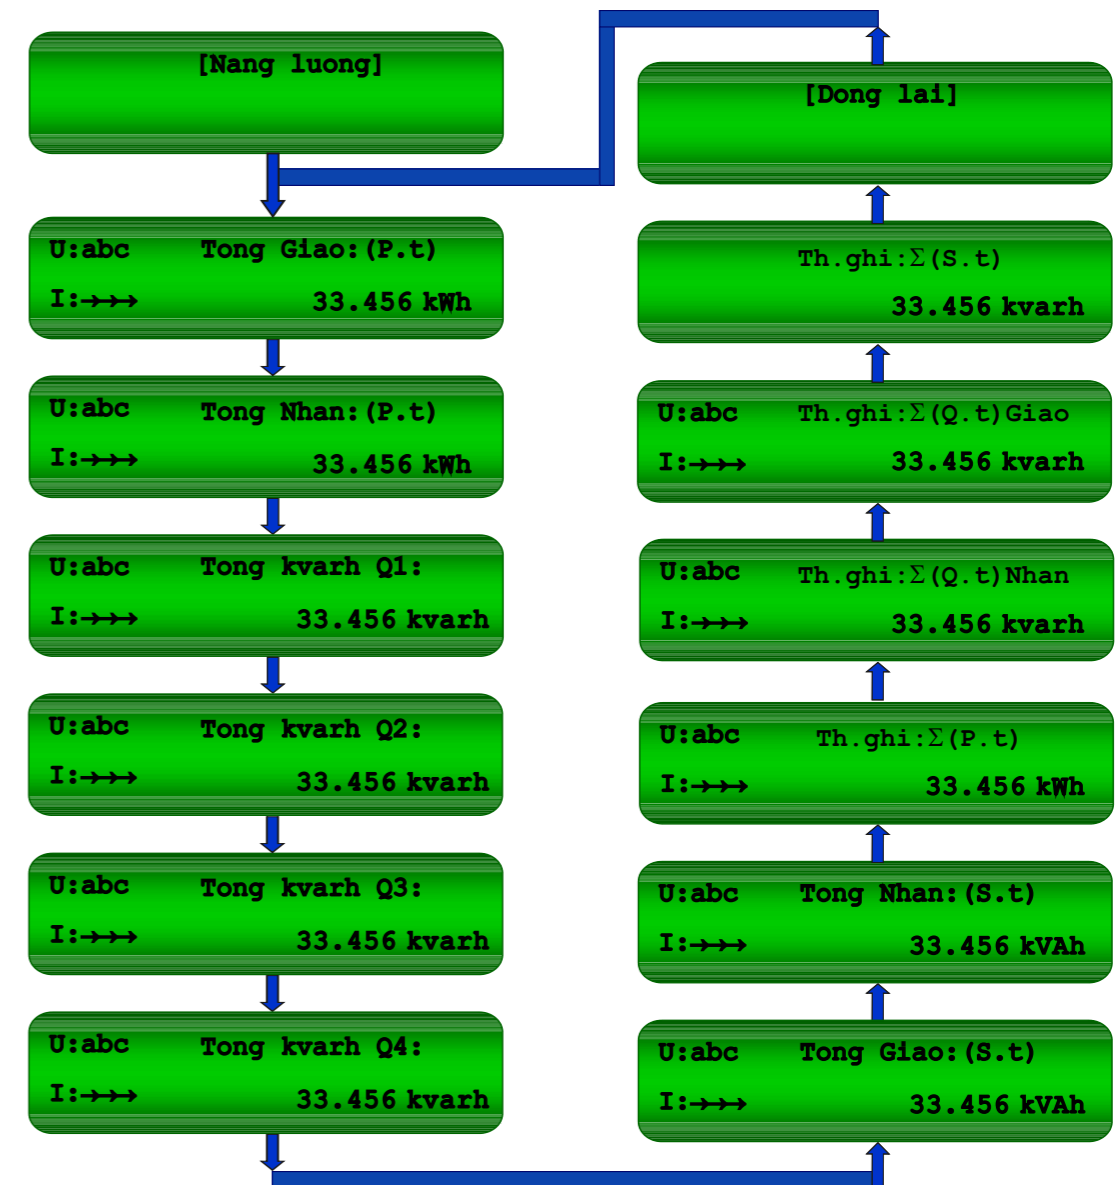 [Nang luong]
U:abc Tong Giao:(P.t)
I:→→→ 33.456 kWh
U:abc Tong Nhan:(P.t)
I:→→→ 33.456 kWh
U:abc Tong kvarh Q1:
I:→→→ 33.456 kvarh
U:abc Tong kvarh Q2:
I:→→→ 33.456 kvarh
U:abc Tong kvarh Q3:
I:→→→ 33.456 kvarh
U:abc Tong kvarh Q4:
I:→→→ 33.456 kvarh
[Dong lai]
Th.ghi:Σ(S.t)
33.456 kvarh
U:abc Th.ghi:Σ(Q.t)Giao
I:→→→ 33.456 kvarh
U:abc Th.ghi:Σ(Q.t)Nhan
I:→→→ 33.456 kvarh
U:abc Th.ghi:Σ(P.t)
I:→→→ 33.456 kWh
U:abc Tong Nhan:(S.t)
I:→→→ 33.456 kVAh
U:abc Tong Giao:(S.t)
I:→→→ 33.456 kVAh